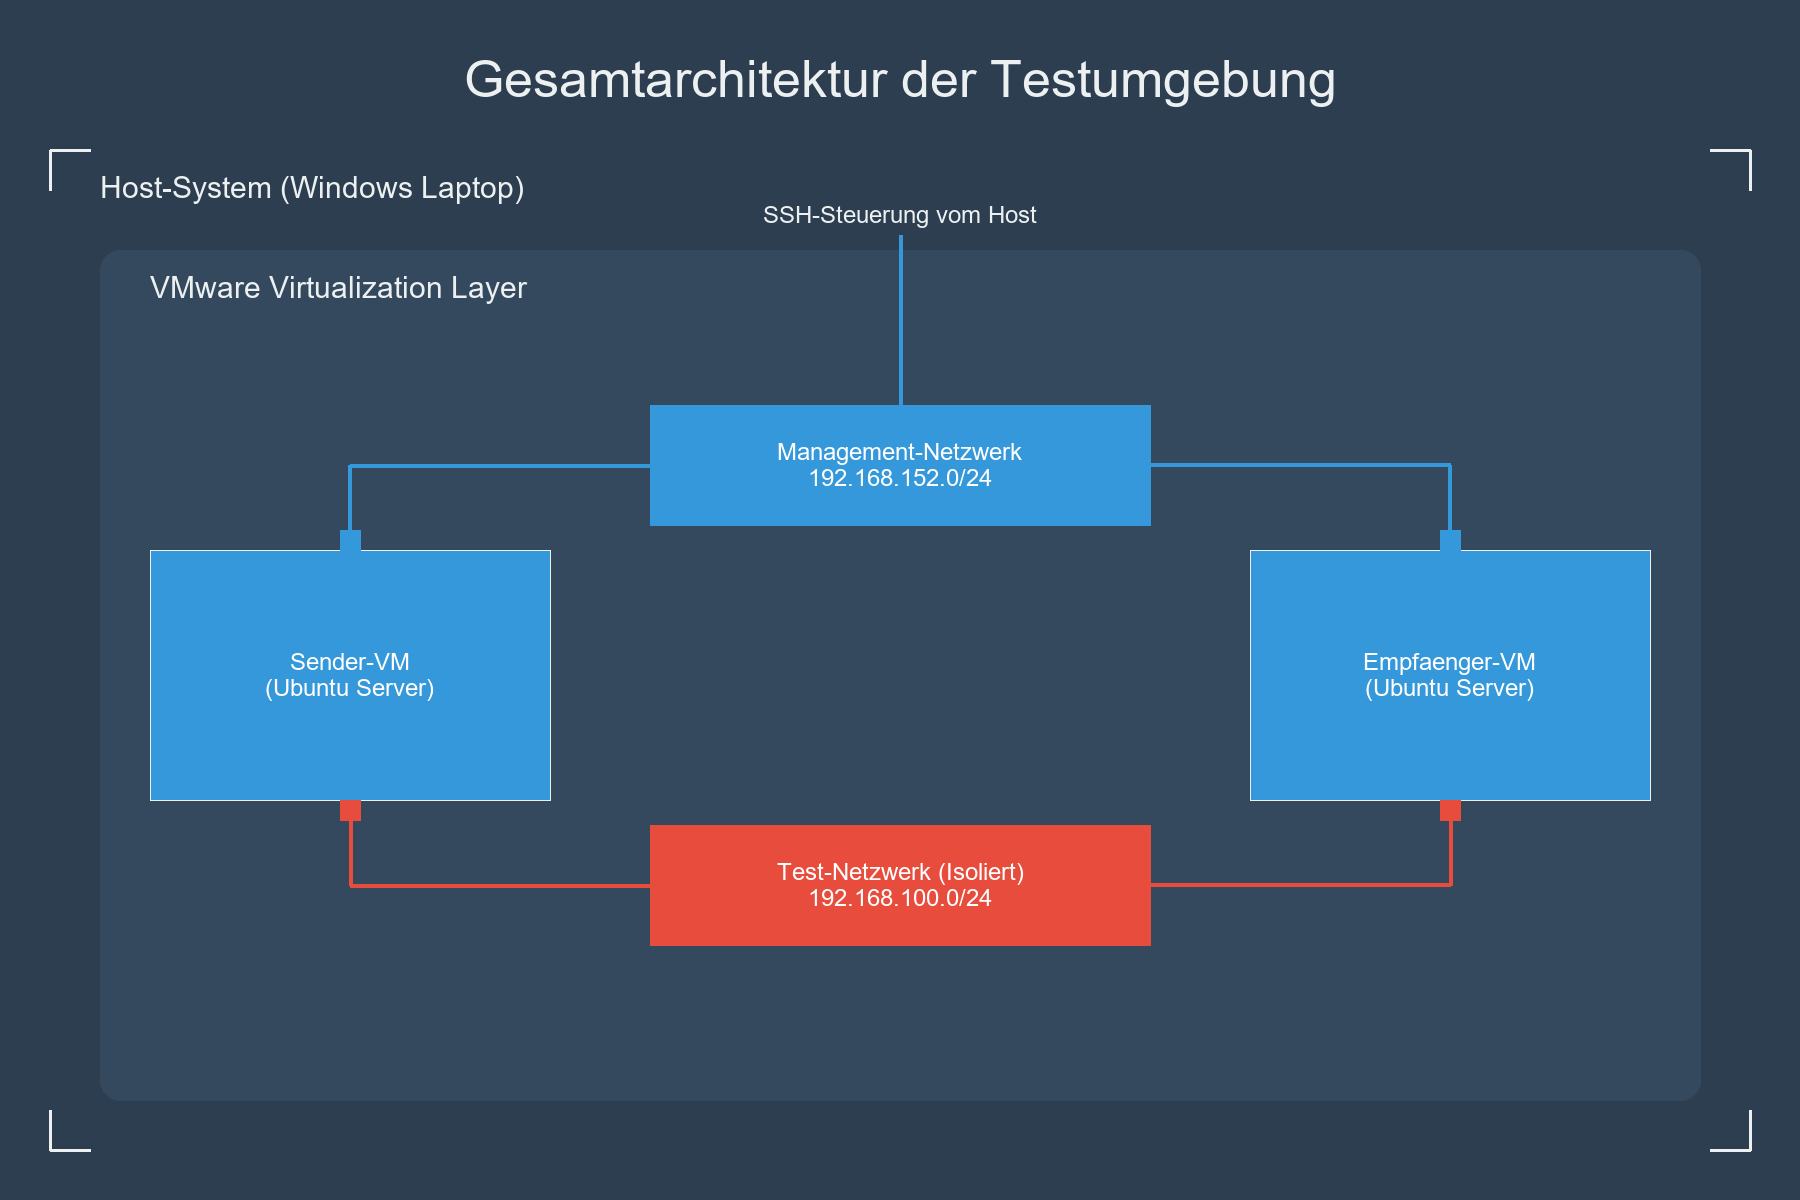 Gesamtarchitektur der Testumgebung
Host-System (Windows Laptop)
SSH-Steuerung vom Host
VMware Virtualization Layer
Management-Netzwerk
192.168.152.0/24
Sender-VM
(Ubuntu Server)
Empfaenger-VM
(Ubuntu Server)
Test-Netzwerk (Isoliert)
192.168.100.0/24